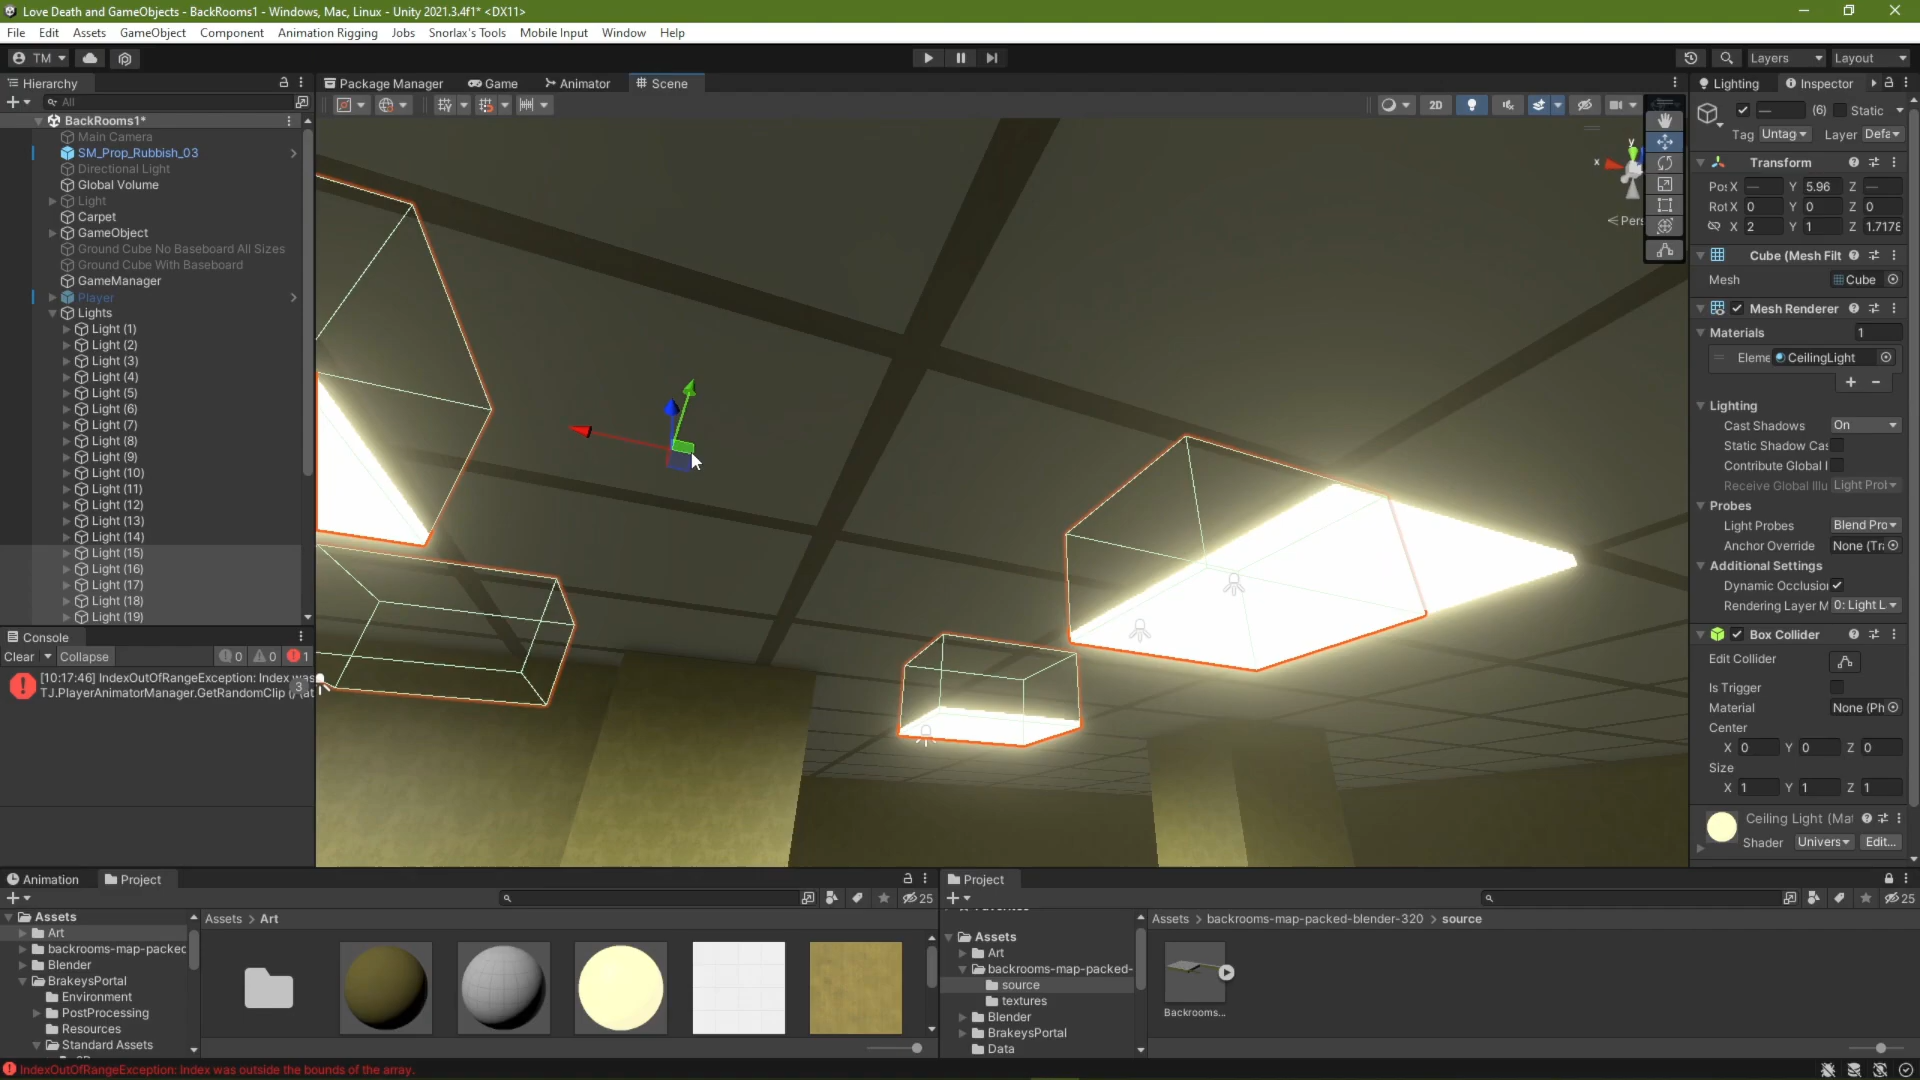 Love Death and GameObjects - BackRooms1 - Windows, Mac, Linux - Unity 2021.3.4f1* <DX11>
File Edit Assets GameObject Component Animation Rigging Jobs Snorlax's Tools Mobile Input Window Help
TM
Layers Layout
Hierarchy
Package Manager Game Animator Scene
Lighting Inspector
All
2D
BackRooms1*
Main Camera
SM_Prop_Rubbish_03
Directional Light
Global Volume
Light
Carpet
GameObject
Ground Cube No Baseboard All Sizes
Ground Cube With Baseboard
GameManager
Player
Lights
Light (1)
Light (2)
Light (3)
Light (4)
Light (5)
Light (6)
Light (7)
Light (8)
Light (9)
Light (10)
Light (11)
Light (12)
Light (13)
Light (14)
Light (15)
Light (16)
Light (17)
Light (18)
Light (19)
Console
Clear Collapse 0 0 1
[10:17:46] IndexOutOfRangeException: Index was
TJ.PlayerAnimatorManager.GetRandomClip () (at
3
y
x
< Pers
— (6) Static
Tag Untag Layer Defa
Transform
Pos X — Y 5.96 Z —
Rot X 0 Y 0 Z 0
X 2 Y 1 Z 1.7178
Cube (Mesh Filt
Mesh Cube
Mesh Renderer
Materials 1
Eleme CeilingLight
Lighting
Cast Shadows On
Static Shadow Cas
Contribute Global I
Receive Global Illu Light Prol
Probes
Light Probes Blend Pro
Anchor Override None (Tra
Additional Settings
Dynamic Occlusion
Rendering Layer M 0: Light L
Box Collider
Edit Collider
Is Trigger
Material None (Ph
Center
X 0 Y 0 Z 0
Size
X 1 Y 1 Z 1
Ceiling Light (Mat
Shader Univers Edit...
Animation Project
25
Assets
Art
backrooms-map-packed
Blender
BrakeysPortal
Environment
PostProcessing
Resources
Standard Assets
Assets > Art
Project
25
Assets
Art
backrooms-map-packed-
source
textures
Blender
BrakeysPortal
Data
Assets > backrooms-map-packed-blender-320 > source
Backrooms...
IndexOutOfRangeException: Index was outside the bounds of the array.